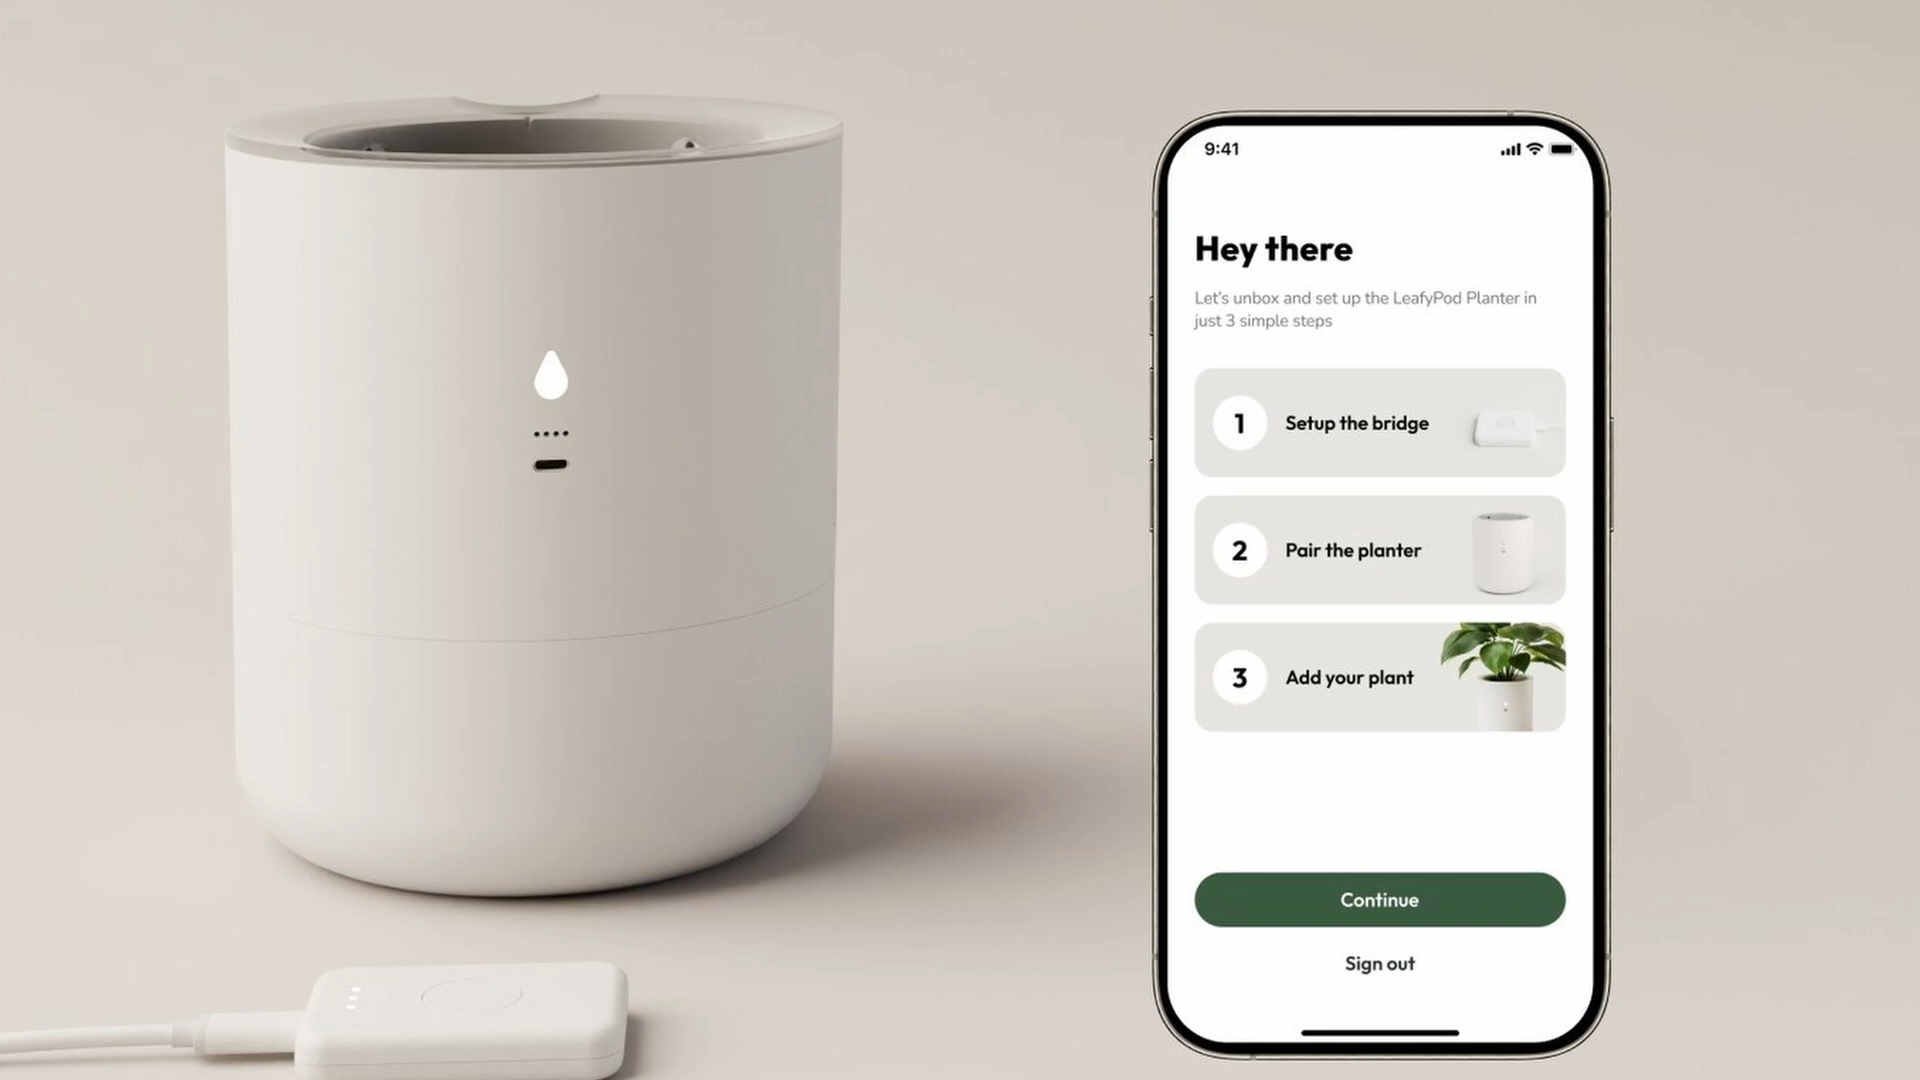 9:41
Hey there
Let's unbox and set up the LeafyPod Planter in
just 3 simple steps
1 Setup the bridge
2 Pair the planter
3 Add your plant
Continue
Sign out